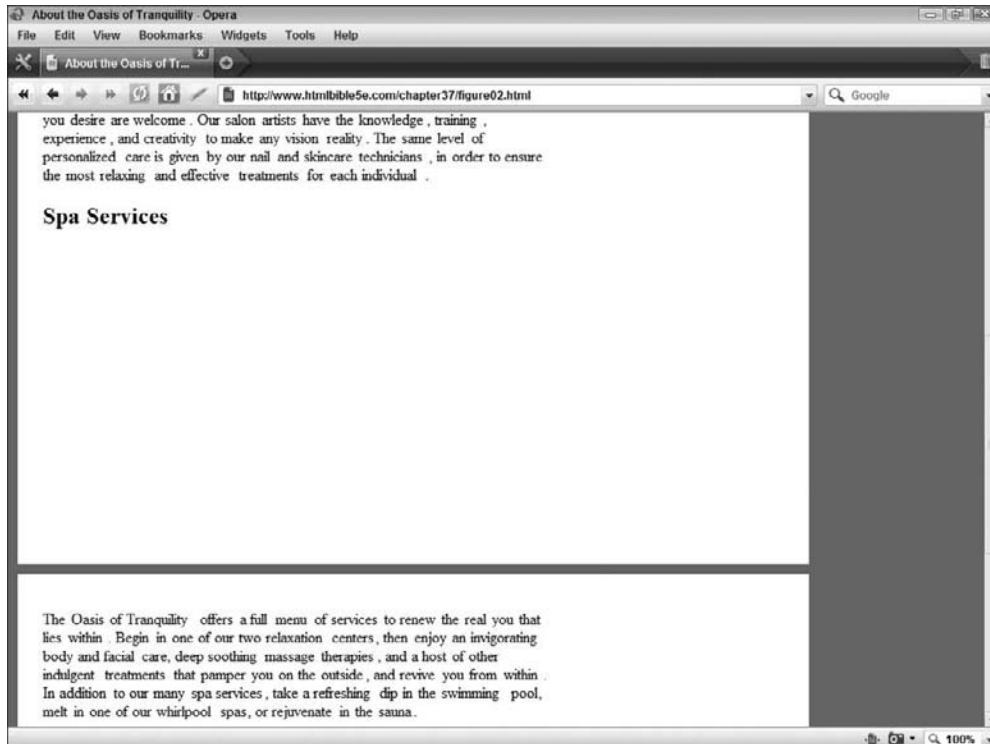 About the Oasis of Tranquility - Opera
File Edit View Bookmarks Widgets Tools Help
About the Oasis of Tr...
http://www.htmlbible5e.com/chapter37/figure02.html
Google
you desire are welcome. Our salon artists have the knowledge, training,
experience, and creativity to make any vision reality. The same level of
personalized care is given by our nail and skincare technicians, in order to ensure
the most relaxing and effective treatments for each individual.
Spa Services
The Oasis of Tranquility offers a full menu of services to renew the real you that
lies within. Begin in one of our two relaxation centers, then enjoy an invigorating
body and facial care, deep soothing massage therapies, and a host of other
indulgent treatments that pamper you on the outside, and revive you from within.
In addition to our many spa services, take a refreshing dip in the swimming pool,
melt in one of our whirlpool spas, or rejuvenate in the sauna.
100%